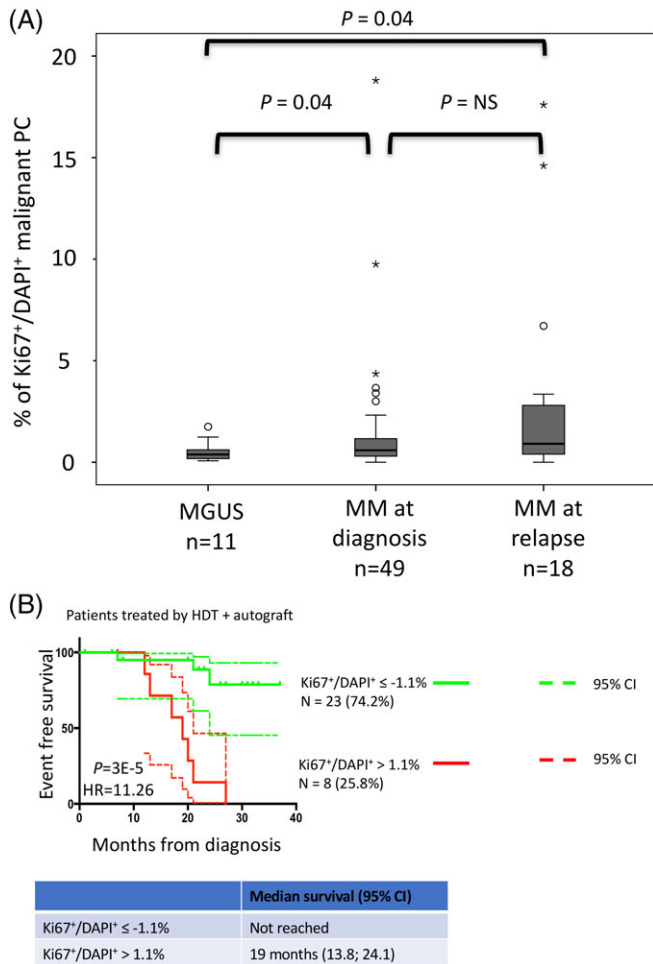 (A)
P = 0.04
P = 0.04
P = NS
% of Ki67+/DAPI+ malignant PC
20
15
10
5
0
MGUS
n=11
MM at
diagnosis
n=49
MM at
relapse
n=18
(B)
Patients treated by HDT + autograft
Event free survival
100
50
0
P=3E-5
HR=11.26
0 10 20 30 40
Months from diagnosis
Ki67+/DAPI+ ≤ -1.1%
N = 23 (74.2%)
95% CI
Ki67+/DAPI+ > 1.1%
N = 8 (25.8%)
95% CI
Median survival (95% CI)
Ki67+/DAPI+ ≤ -1.1% Not reached
Ki67+/DAPI+ > 1.1% 19 months (13.8; 24.1)